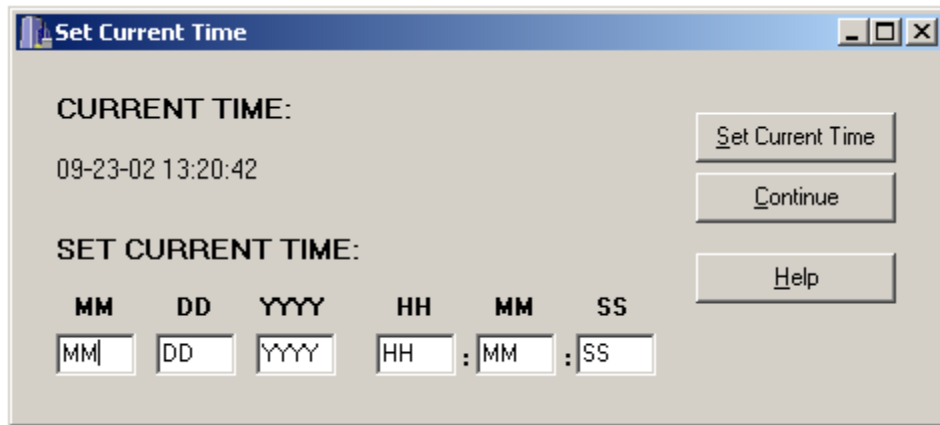 Set Current Time
CURRENT TIME:
09-23-02 13:20:42
Set Current Time
Continue
SET CURRENT TIME:
Help
MM DD YYYY HH MM SS
MM DD YYYY HH : MM : SS